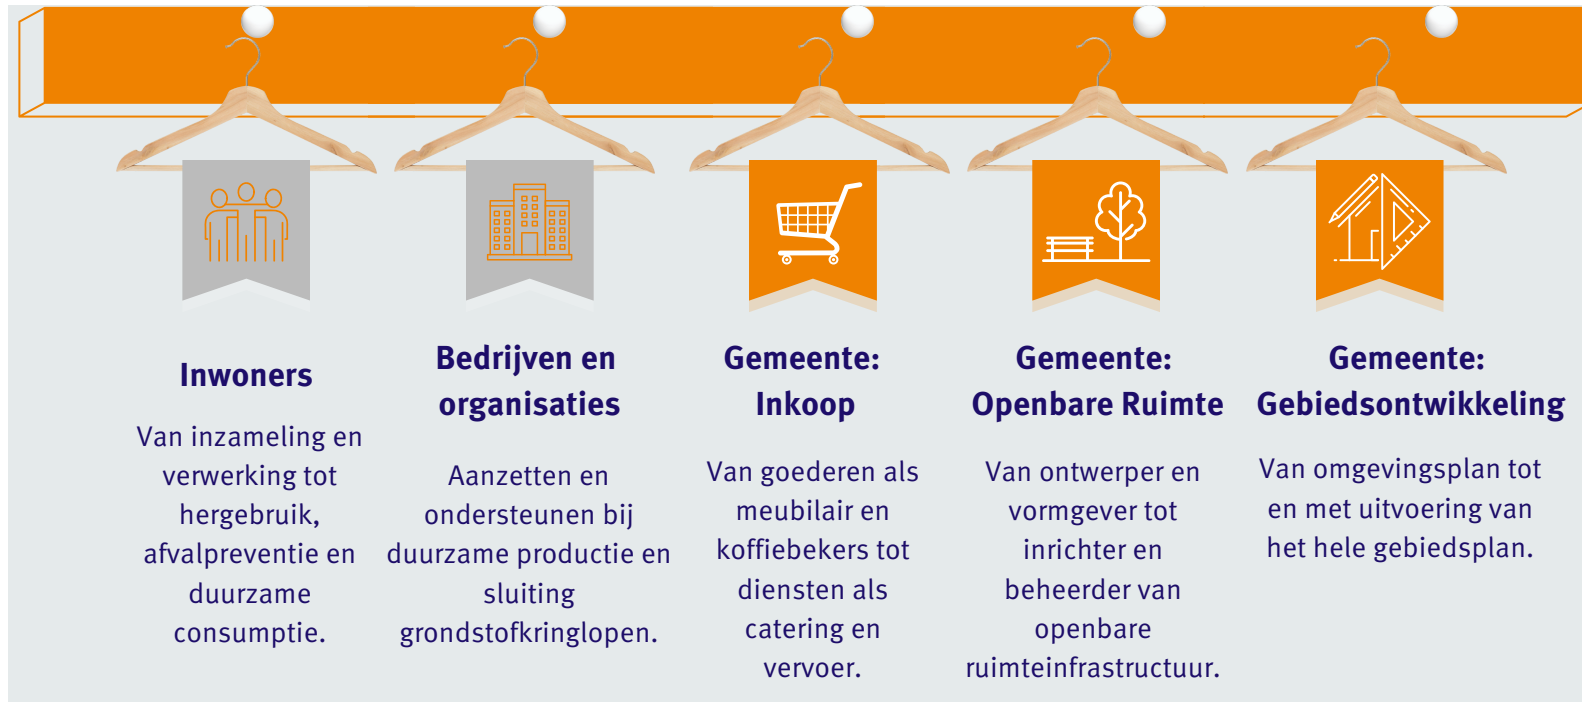 Inwoners
Van inzameling en
verwerking tot
hergebruik,
afvalpreventie en
duurzame
consumptie.
Bedrijven en
organisaties
Aanzetten en
ondersteunen bij
duurzame productie en
sluiting
grondstofkringlopen.
Gemeente:
Inkoop
Van goederen als
meubilair en
koffiebekers tot
diensten als
catering en
vervoer.
Gemeente:
Openbare Ruimte
Van ontwerper en
vormgever tot
inrichter en
beheerder van
openbare
ruimteinfrastructuur.
Gemeente:
Gebiedsontwikkeling
Van omgevingsplan tot
en met uitvoering van
het hele gebiedsplan.